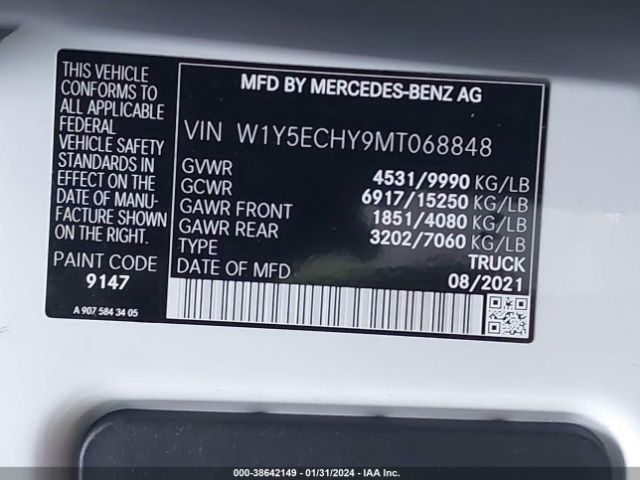 THIS VEHICLE
CONFORMS TO
ALL APPLICABLE
FEDERAL
VEHICLE SAFETY
STANDARDS IN
EFFECT ON THE
DATE OF MANU-
FACTURE SHOWN
ON THE RIGHT.
PAINT CODE
9147
A 907 584 34 05
MFD BY MERCEDES-BENZ AG
VIN W1Y5ECHY9MT068848
GVWR 4531/9990 KG/LB
GCWR 6917/15250 KG/LB
GAWR FRONT 1851/4080 KG/LB
GAWR REAR 3202/7060 KG/LB
TYPE TRUCK
DATE OF MFD 08/2021
000-38642149 - 01/31/2024 - IAA Inc.